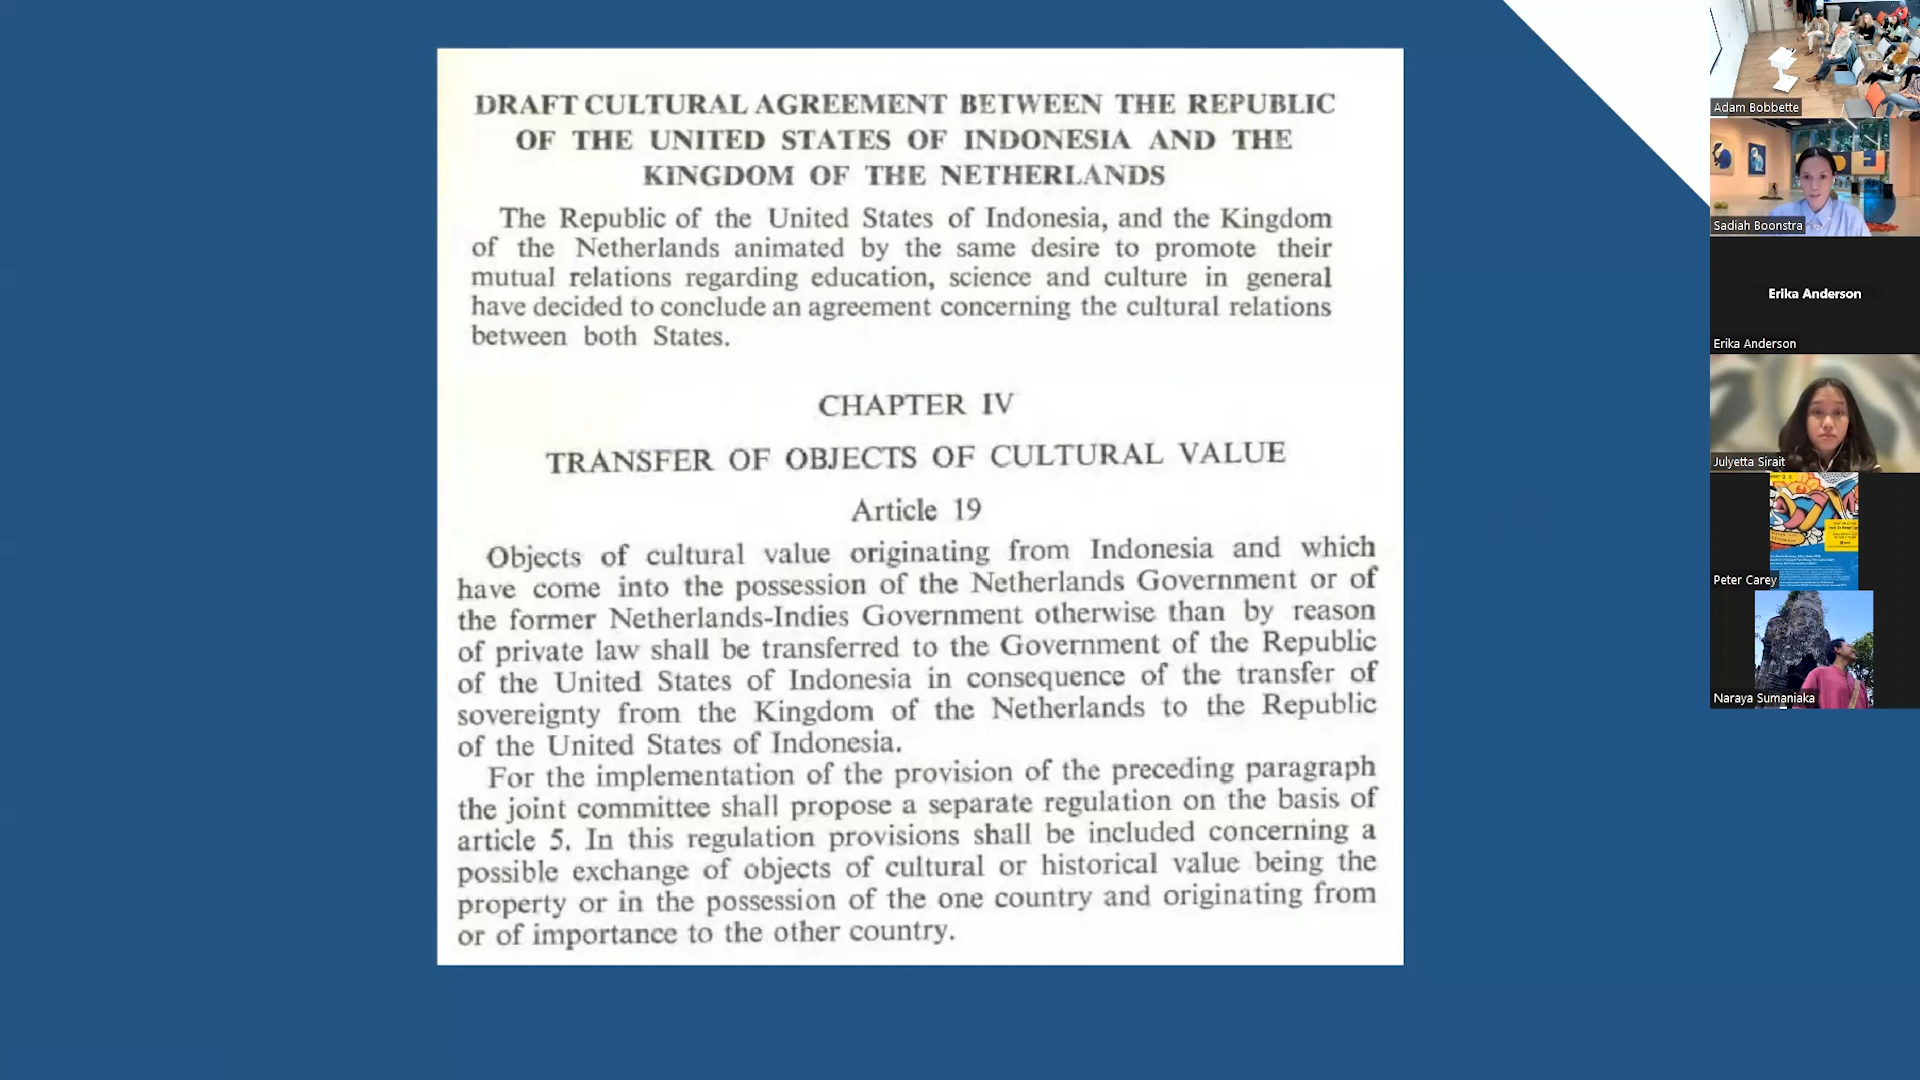 DRAFT CULTURAL AGREEMENT BETWEEN THE REPUBLIC
OF THE UNITED STATES OF INDONESIA AND THE
KINGDOM OF THE NETHERLANDS
The Republic of the United States of Indonesia, and the Kingdom
of the Netherlands animated by the same desire to promote their
mutual relations regarding education, science and culture in general
have decided to conclude an agreement concerning the cultural relations
between both States.
CHAPTER IV
TRANSFER OF OBJECTS OF CULTURAL VALUE
Article 19
Objects of cultural value originating from Indonesia and which
have come into the possession of the Netherlands Government or of
the former Netherlands-Indies Government otherwise than by reason
of private law shall be transferred to the Government of the Republic
of the United States of Indonesia in consequence of the transfer of
sovereignty from the Kingdom of the Netherlands to the Republic
of the United States of Indonesia.
For the implementation of the provision of the preceding paragraph
the joint committee shall propose a separate regulation on the basis of
article 5. In this regulation provisions shall be included concerning a
possible exchange of objects of cultural or historical value being the
property or in the possession of the one country and originating from
or of importance to the other country.
Adam Bobbette
Sadiah Boonstra
Erika Anderson
Erika Anderson
Julyetta Sirait
Peter Carey
Naraya Sumaniaka